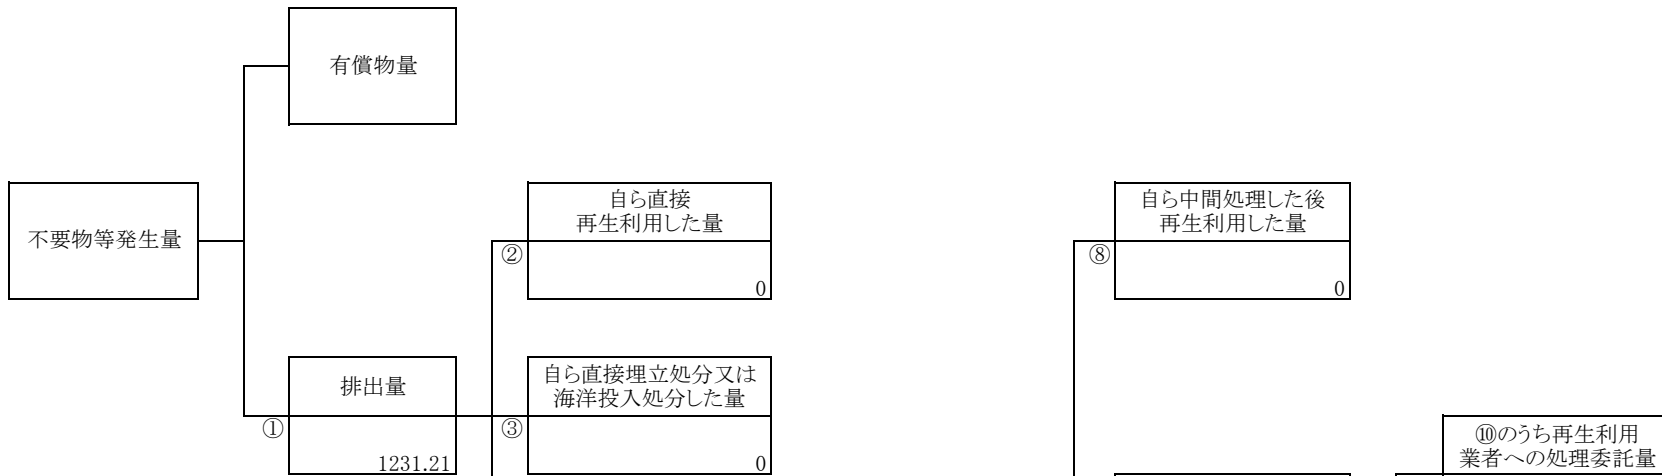 有償物量
不要物等発生量
自ら直接
再生利用した量
②
0
自ら中間処理した後
再生利用した量
⑧
0
排出量
①
1231.21
自ら直接埋立処分又は
海洋投入処分した量
③
0
⑩のうち再生利用
業者への処理委託量